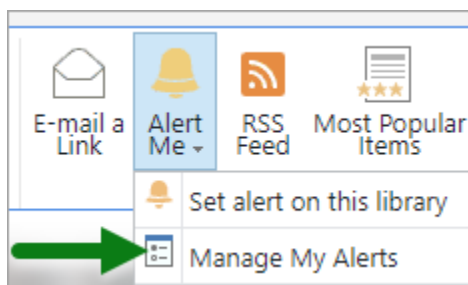 E-mail a
Link
Alert
Me
RSS
Feed
Most Popular
Items
Set alert on this library
Manage My Alerts